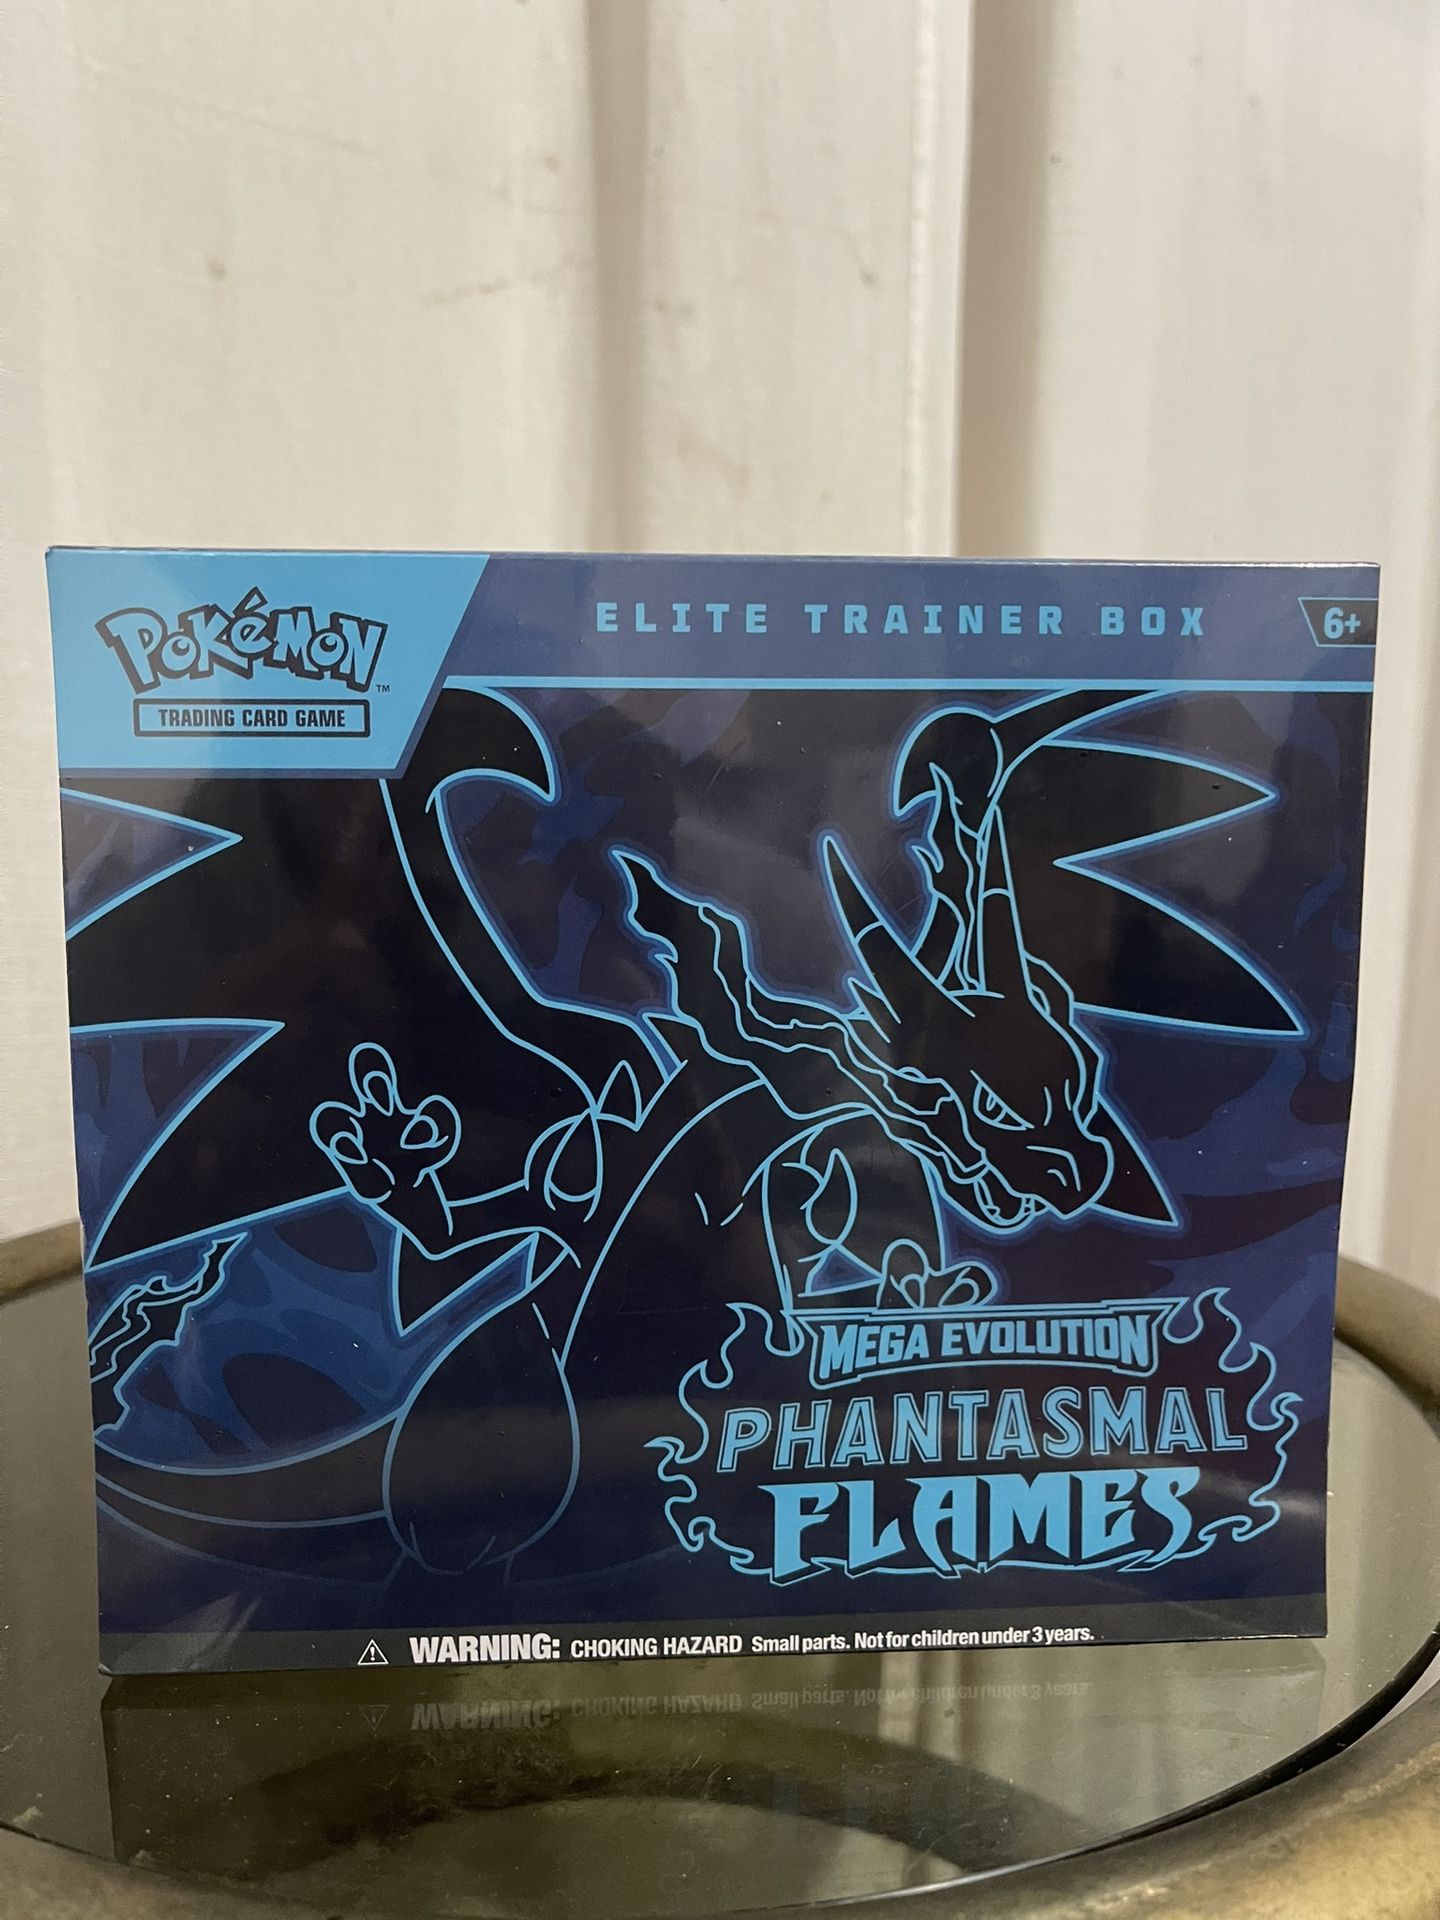 POKéMON
TM
TRADING CARD GAME
ELITE TRAINER BOX
6+
MEGA EVOLUTION
PHANTASMAL
FLAMES
WARNING: CHOKING HAZARD Small parts. Not for children under 3 years.